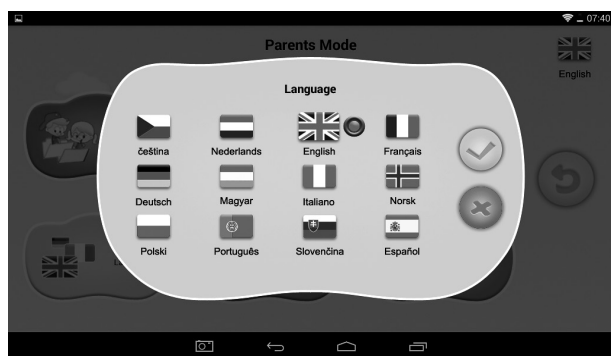 07:40
Parents Mode
English
Language
čeština Nederlands English Français
Deutsch Magyar Italiano Norsk
Polski Português Slovenčina Español